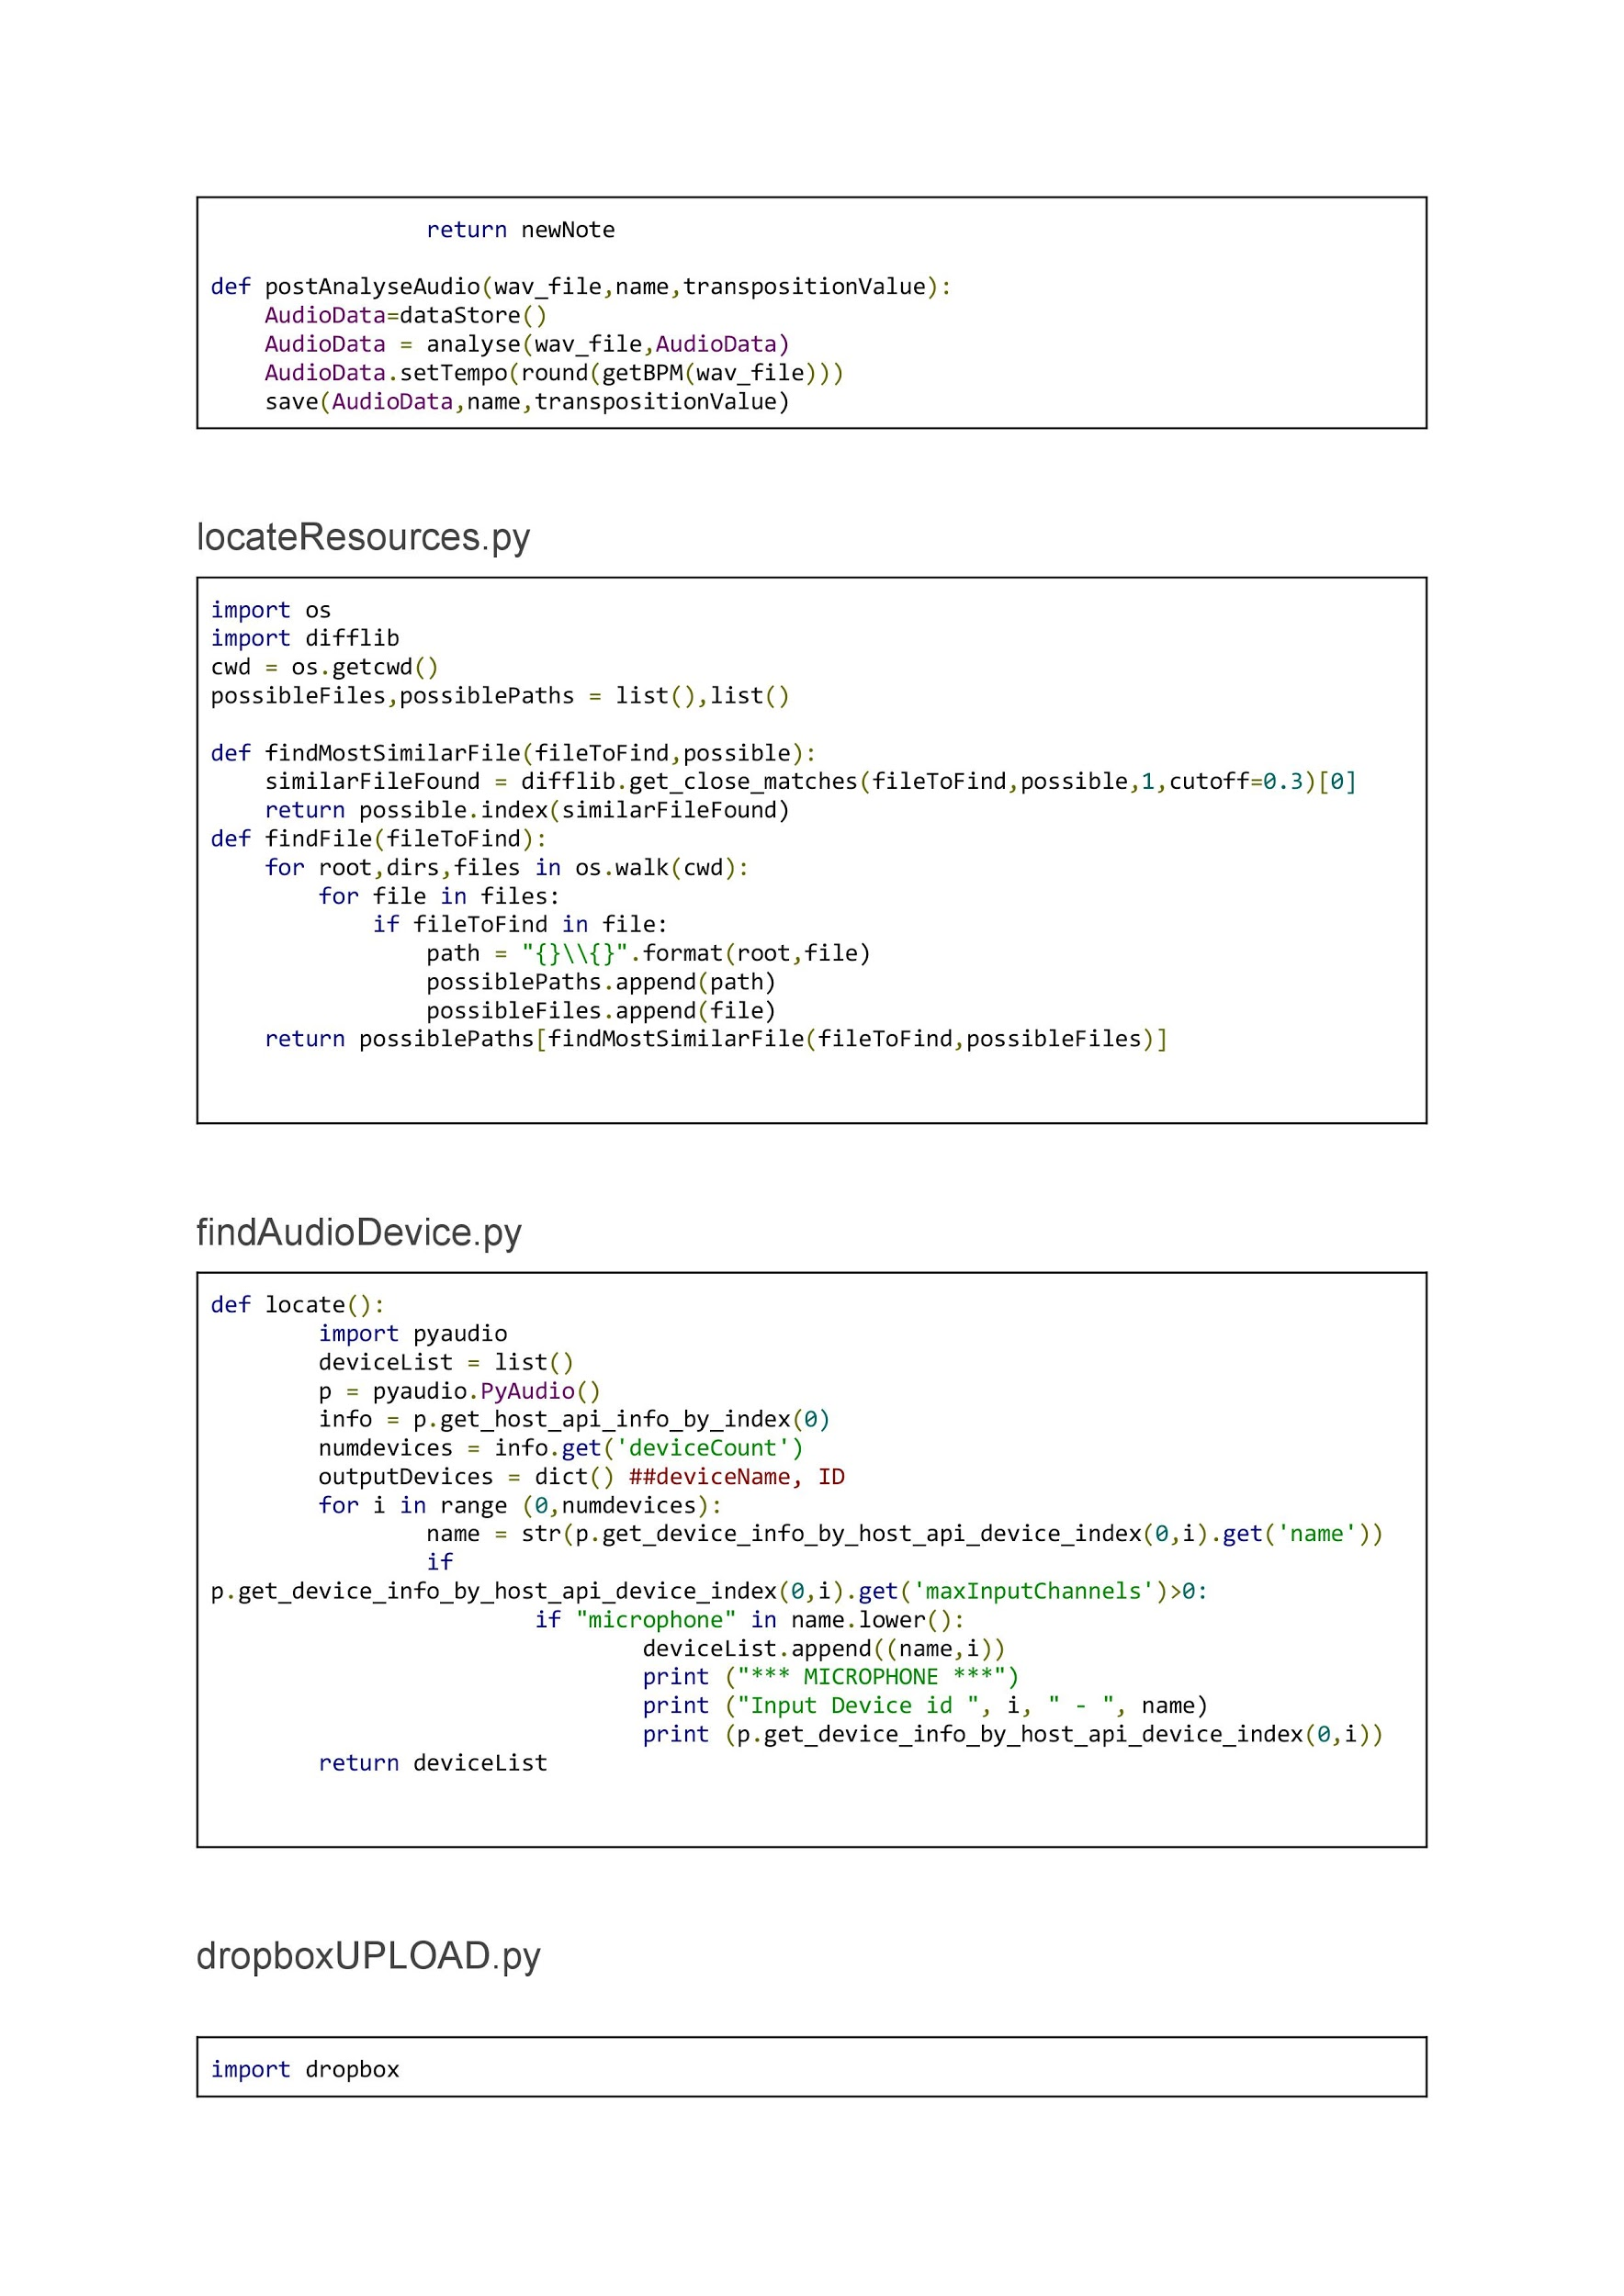 return newNote

def postAnalyseAudio(wav_file,name,transpositionValue):
    AudioData=dataStore()
    AudioData = analyse(wav_file,AudioData)
    AudioData.setTempo(round(getBPM(wav_file)))
    save(AudioData,name,transpositionValue)

locateResources.py

import os
import difflib
cwd = os.getcwd()
possibleFiles,possiblePaths = list(),list()

def findMostSimilarFile(fileToFind,possible):
    similarFileFound = difflib.get_close_matches(fileToFind,possible,1,cutoff=0.3)[0]
    return possible.index(similarFileFound)
def findFile(fileToFind):
    for root,dirs,files in os.walk(cwd):
        for file in files:
            if fileToFind in file:
                path = "{}\\{}".format(root,file)
                possiblePaths.append(path)
                possibleFiles.append(file)
    return possiblePaths[findMostSimilarFile(fileToFind,possibleFiles)]

findAudioDevice.py

def locate():
        import pyaudio
        deviceList = list()
        p = pyaudio.PyAudio()
        info = p.get_host_api_info_by_index(0)
        numdevices = info.get('deviceCount')
        outputDevices = dict() ##deviceName, ID
        for i in range (0,numdevices):
                name = str(p.get_device_info_by_host_api_device_index(0,i).get('name'))
                if
p.get_device_info_by_host_api_device_index(0,i).get('maxInputChannels')>0:
                        if "microphone" in name.lower():
                                deviceList.append((name,i))
                                print ("*** MICROPHONE ***")
                                print ("Input Device id ", i, " - ", name)
                                print (p.get_device_info_by_host_api_device_index(0,i))
        return deviceList

dropboxUPLOAD.py

import dropbox